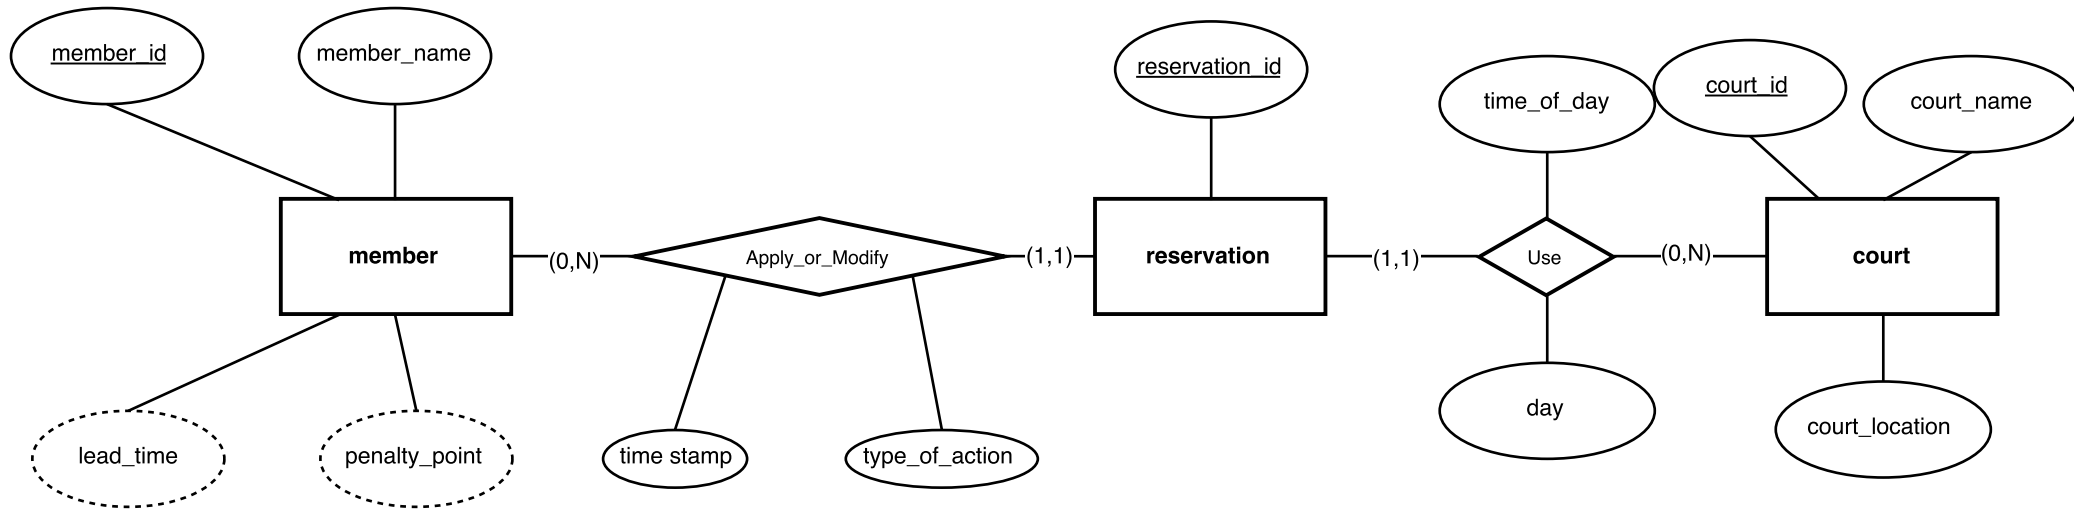 member_id
member_name
reservation_id
time_of_day
court_id
court_name
member
(0,N)
Apply_or_Modify
(1,1)
reservation
(1,1)
Use
(0,N)
court
lead_time
penalty_point
time stamp
type_of_action
day
court_location